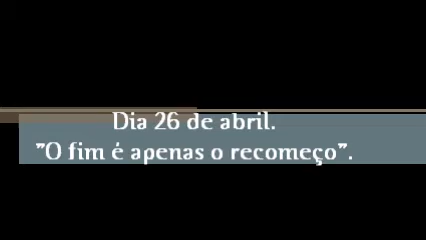 Dia 26 de abril.
"O fim é apenas o recomeço".